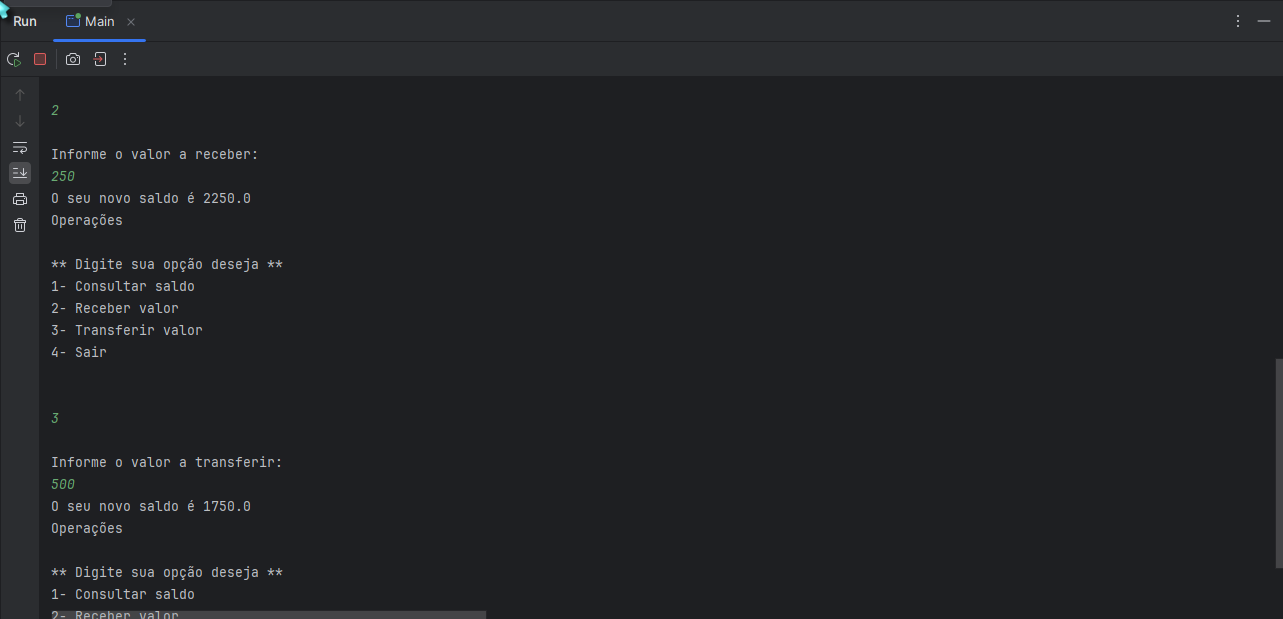 Run Main
2
Informe o valor a receber:
250
O seu novo saldo é 2250.0
Operações
** Digite sua opção deseja **
1- Consultar saldo
2- Receber valor
3- Transferir valor
4- Sair
3
Informe o valor a transferir:
500
O seu novo saldo é 1750.0
Operações
** Digite sua opção deseja **
1- Consultar saldo
2- Receber valor